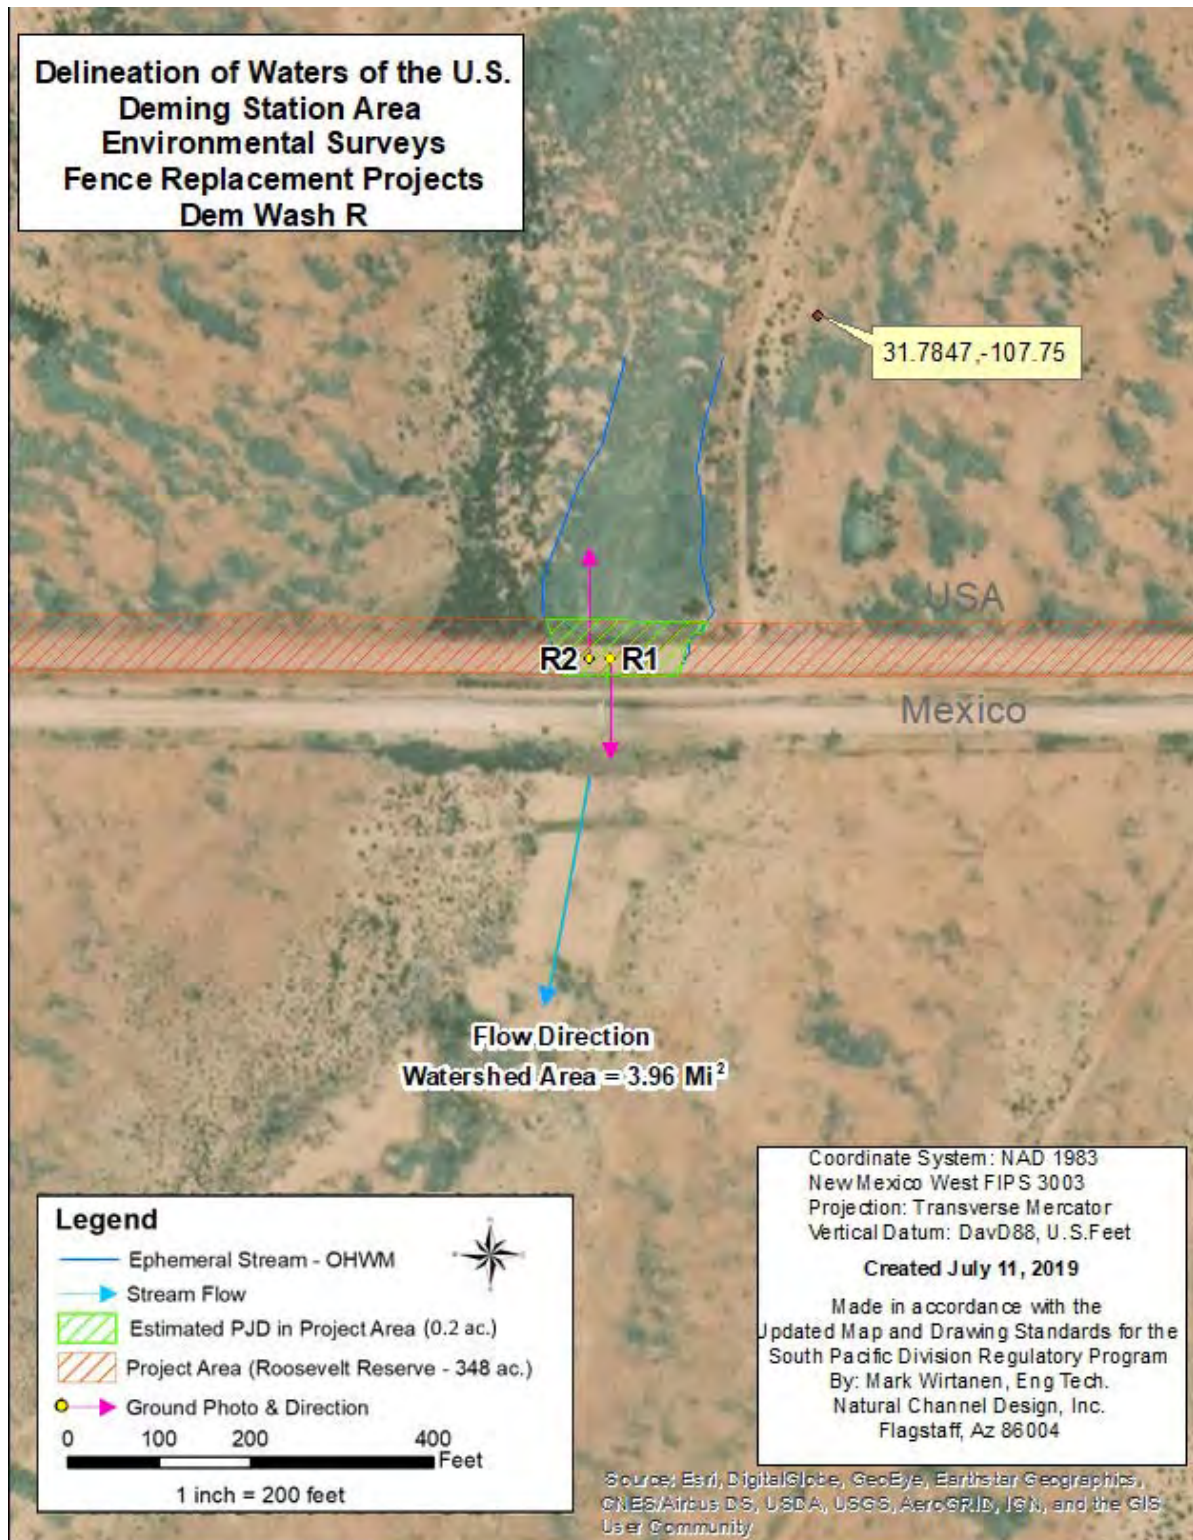 Delineation of Waters of the U.S.
Deming Station Area
Environmental Surveys
Fence Replacement Projects
Dem Wash R
31.7847,-107.75
USA
R2
R1
Mexico
Flow Direction
Watershed Area = 3.96 Mi²
Legend
Ephemeral Stream - OHWM
Stream Flow
Estimated PJD in Project Area (0.2 ac.)
Project Area (Roosevelt Reserve - 348 ac.)
Ground Photo & Direction
0 100 200 400
Feet
1 inch = 200 feet
Coordinate System: NAD 1983
New Mexico West FIPS 3003
Projection: Transverse Mercator
Vertical Datum: DavD88, U.S.Feet
Created July 11, 2019
Made in accordance with the
Updated Map and Drawing Standards for the
South Pacific Division Regulatory Program
By: Mark Wirtanen, Eng Tech.
Natural Channel Design, Inc.
Flagstaff, Az 86004
Source: Esri, DigitalGlobe, GeoEye, Earthstar Geographics,
CNES/Airbus DS, USDA, USGS, AeroGRID, IGN, and the GIS
User Community